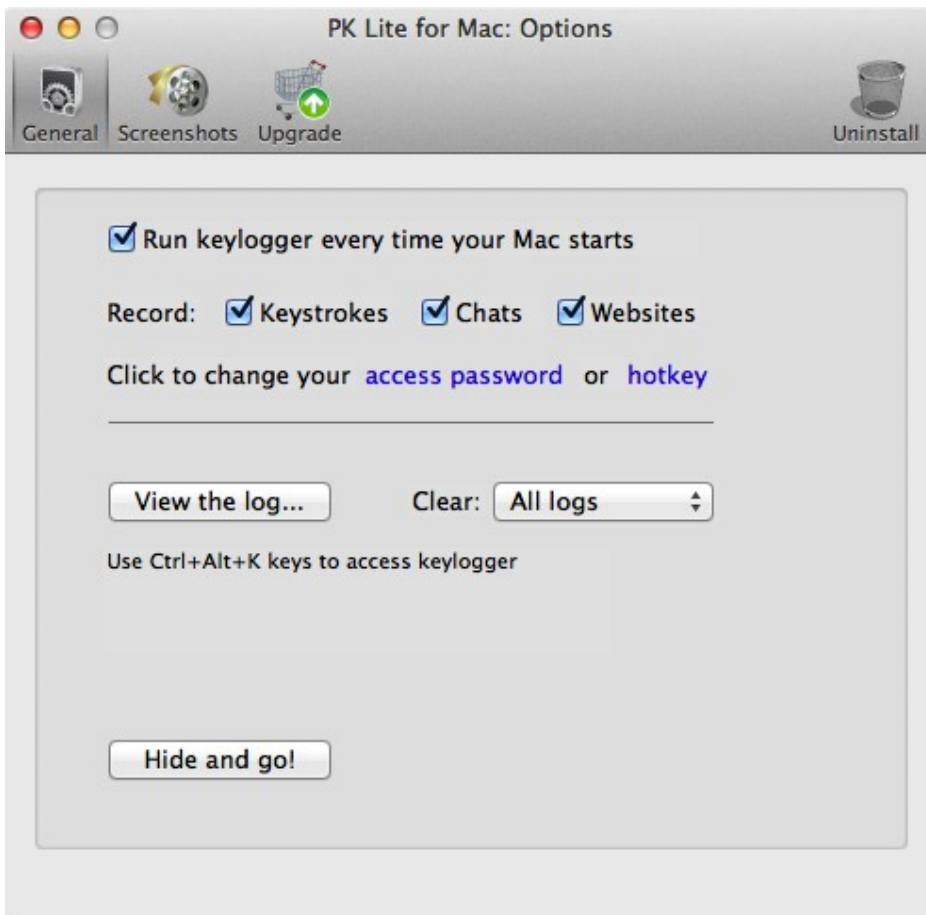 PK Lite for Mac: Options
General Screenshots Upgrade Uninstall
Run keylogger every time your Mac starts
Record: Keystrokes Chats Websites
Click to change your access password or hotkey
View the log... Clear: All logs
Use Ctrl+Alt+K keys to access keylogger
Hide and go!